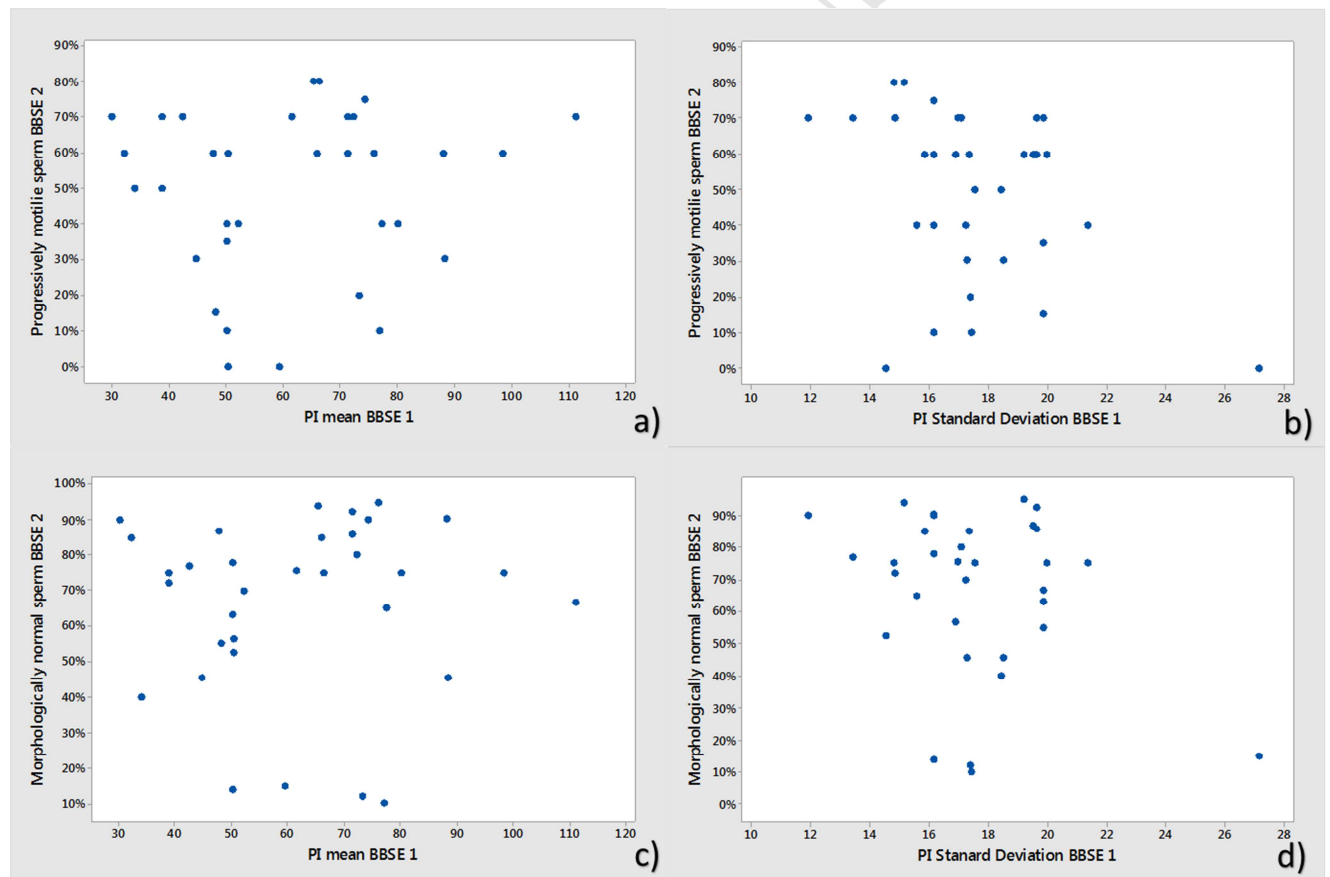 90%
80%
70%
60%
50%
40%
30%
20%
10%
0%
Progressively motilie sperm BBSE 2
30 40 50 60 70 80 90 100 110 120
PI mean BBSE 1
a)
90%
80%
70%
60%
50%
40%
30%
20%
10%
0%
Progressively motilie sperm BBSE 2
10 12 14 16 18 20 22 24 26 28
PI Standard Deviation BBSE 1
b)
100%
90%
80%
70%
60%
50%
40%
30%
20%
10%
Morphologically normal sperm BBSE 2
30 40 50 60 70 80 90 100 110 120
PI mean BBSE 1
c)
90%
80%
70%
60%
50%
40%
30%
20%
10%
0%
Morphologically normal sperm BBSE 2
10 12 14 16 18 20 22 24 26 28
PI Stanard Deviation BBSE 1
d)